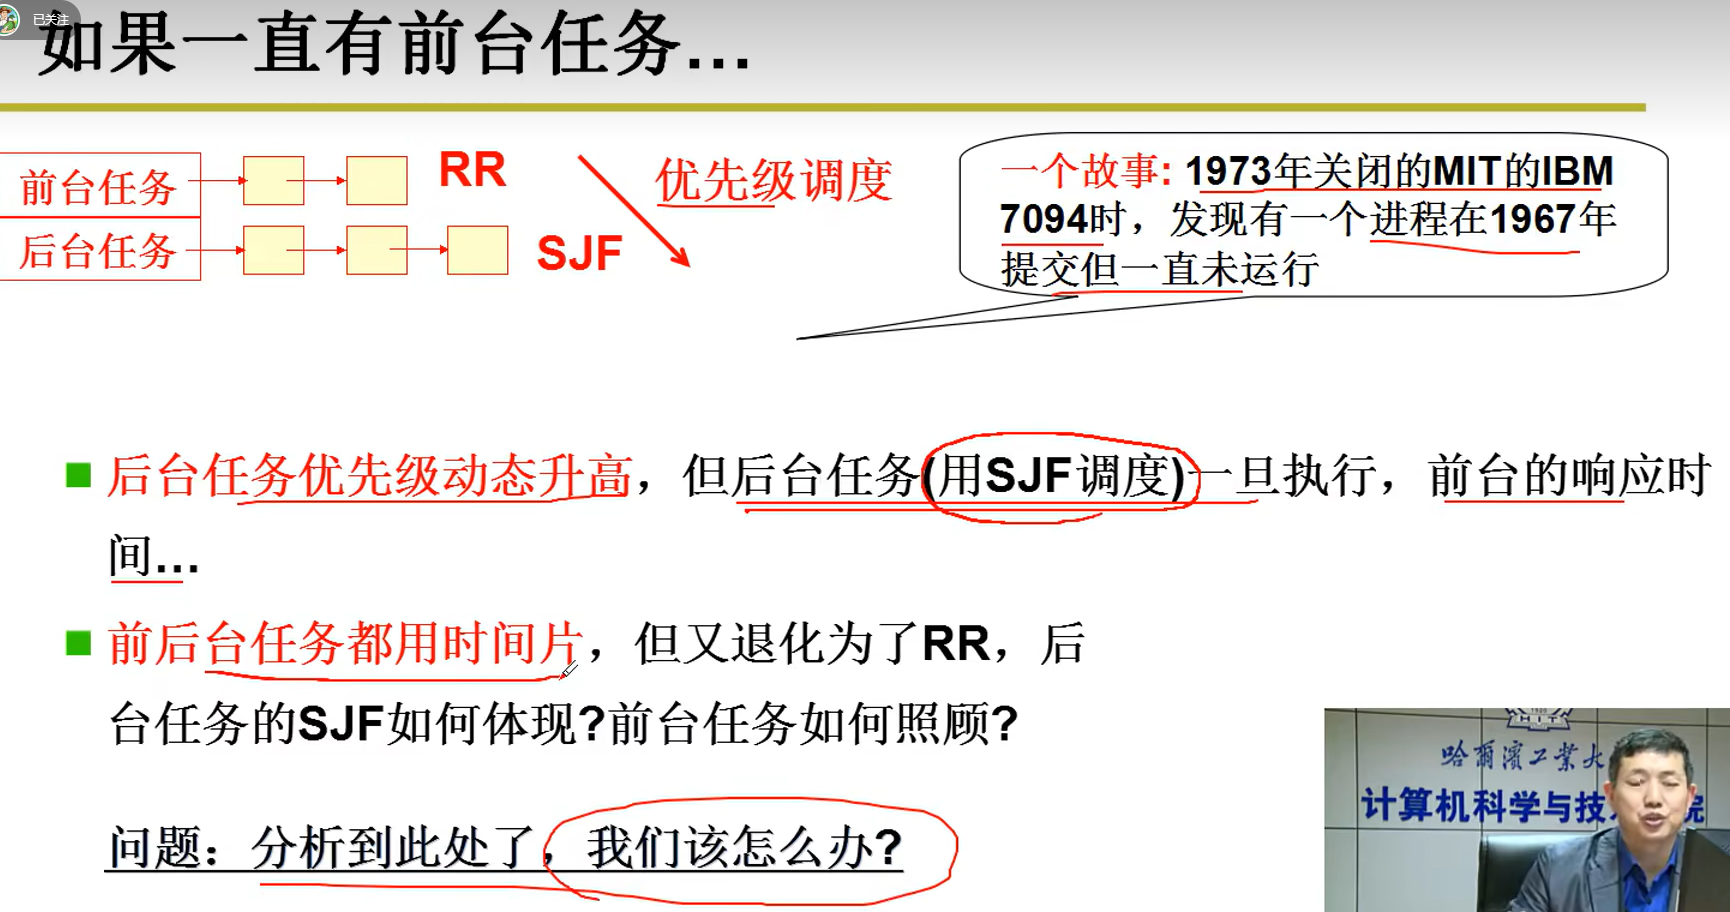 已关注
如果一直有前台任务…
前台任务
RR
优先级调度
后台任务
SJF
一个故事: 1973年关闭的MIT的IBM
7094时，发现有一个进程在1967年
提交但一直未运行
后台任务优先级动态升高，但后台任务(用SJF调度)一旦执行，前台的响应时
间…
前后台任务都用时间片，但又退化为了RR，后
台任务的SJF如何体现?前台任务如何照顾?
问题：分析到此处了，我们该怎么办?
HIT
哈爾濱工業大
计算机科学与技
院